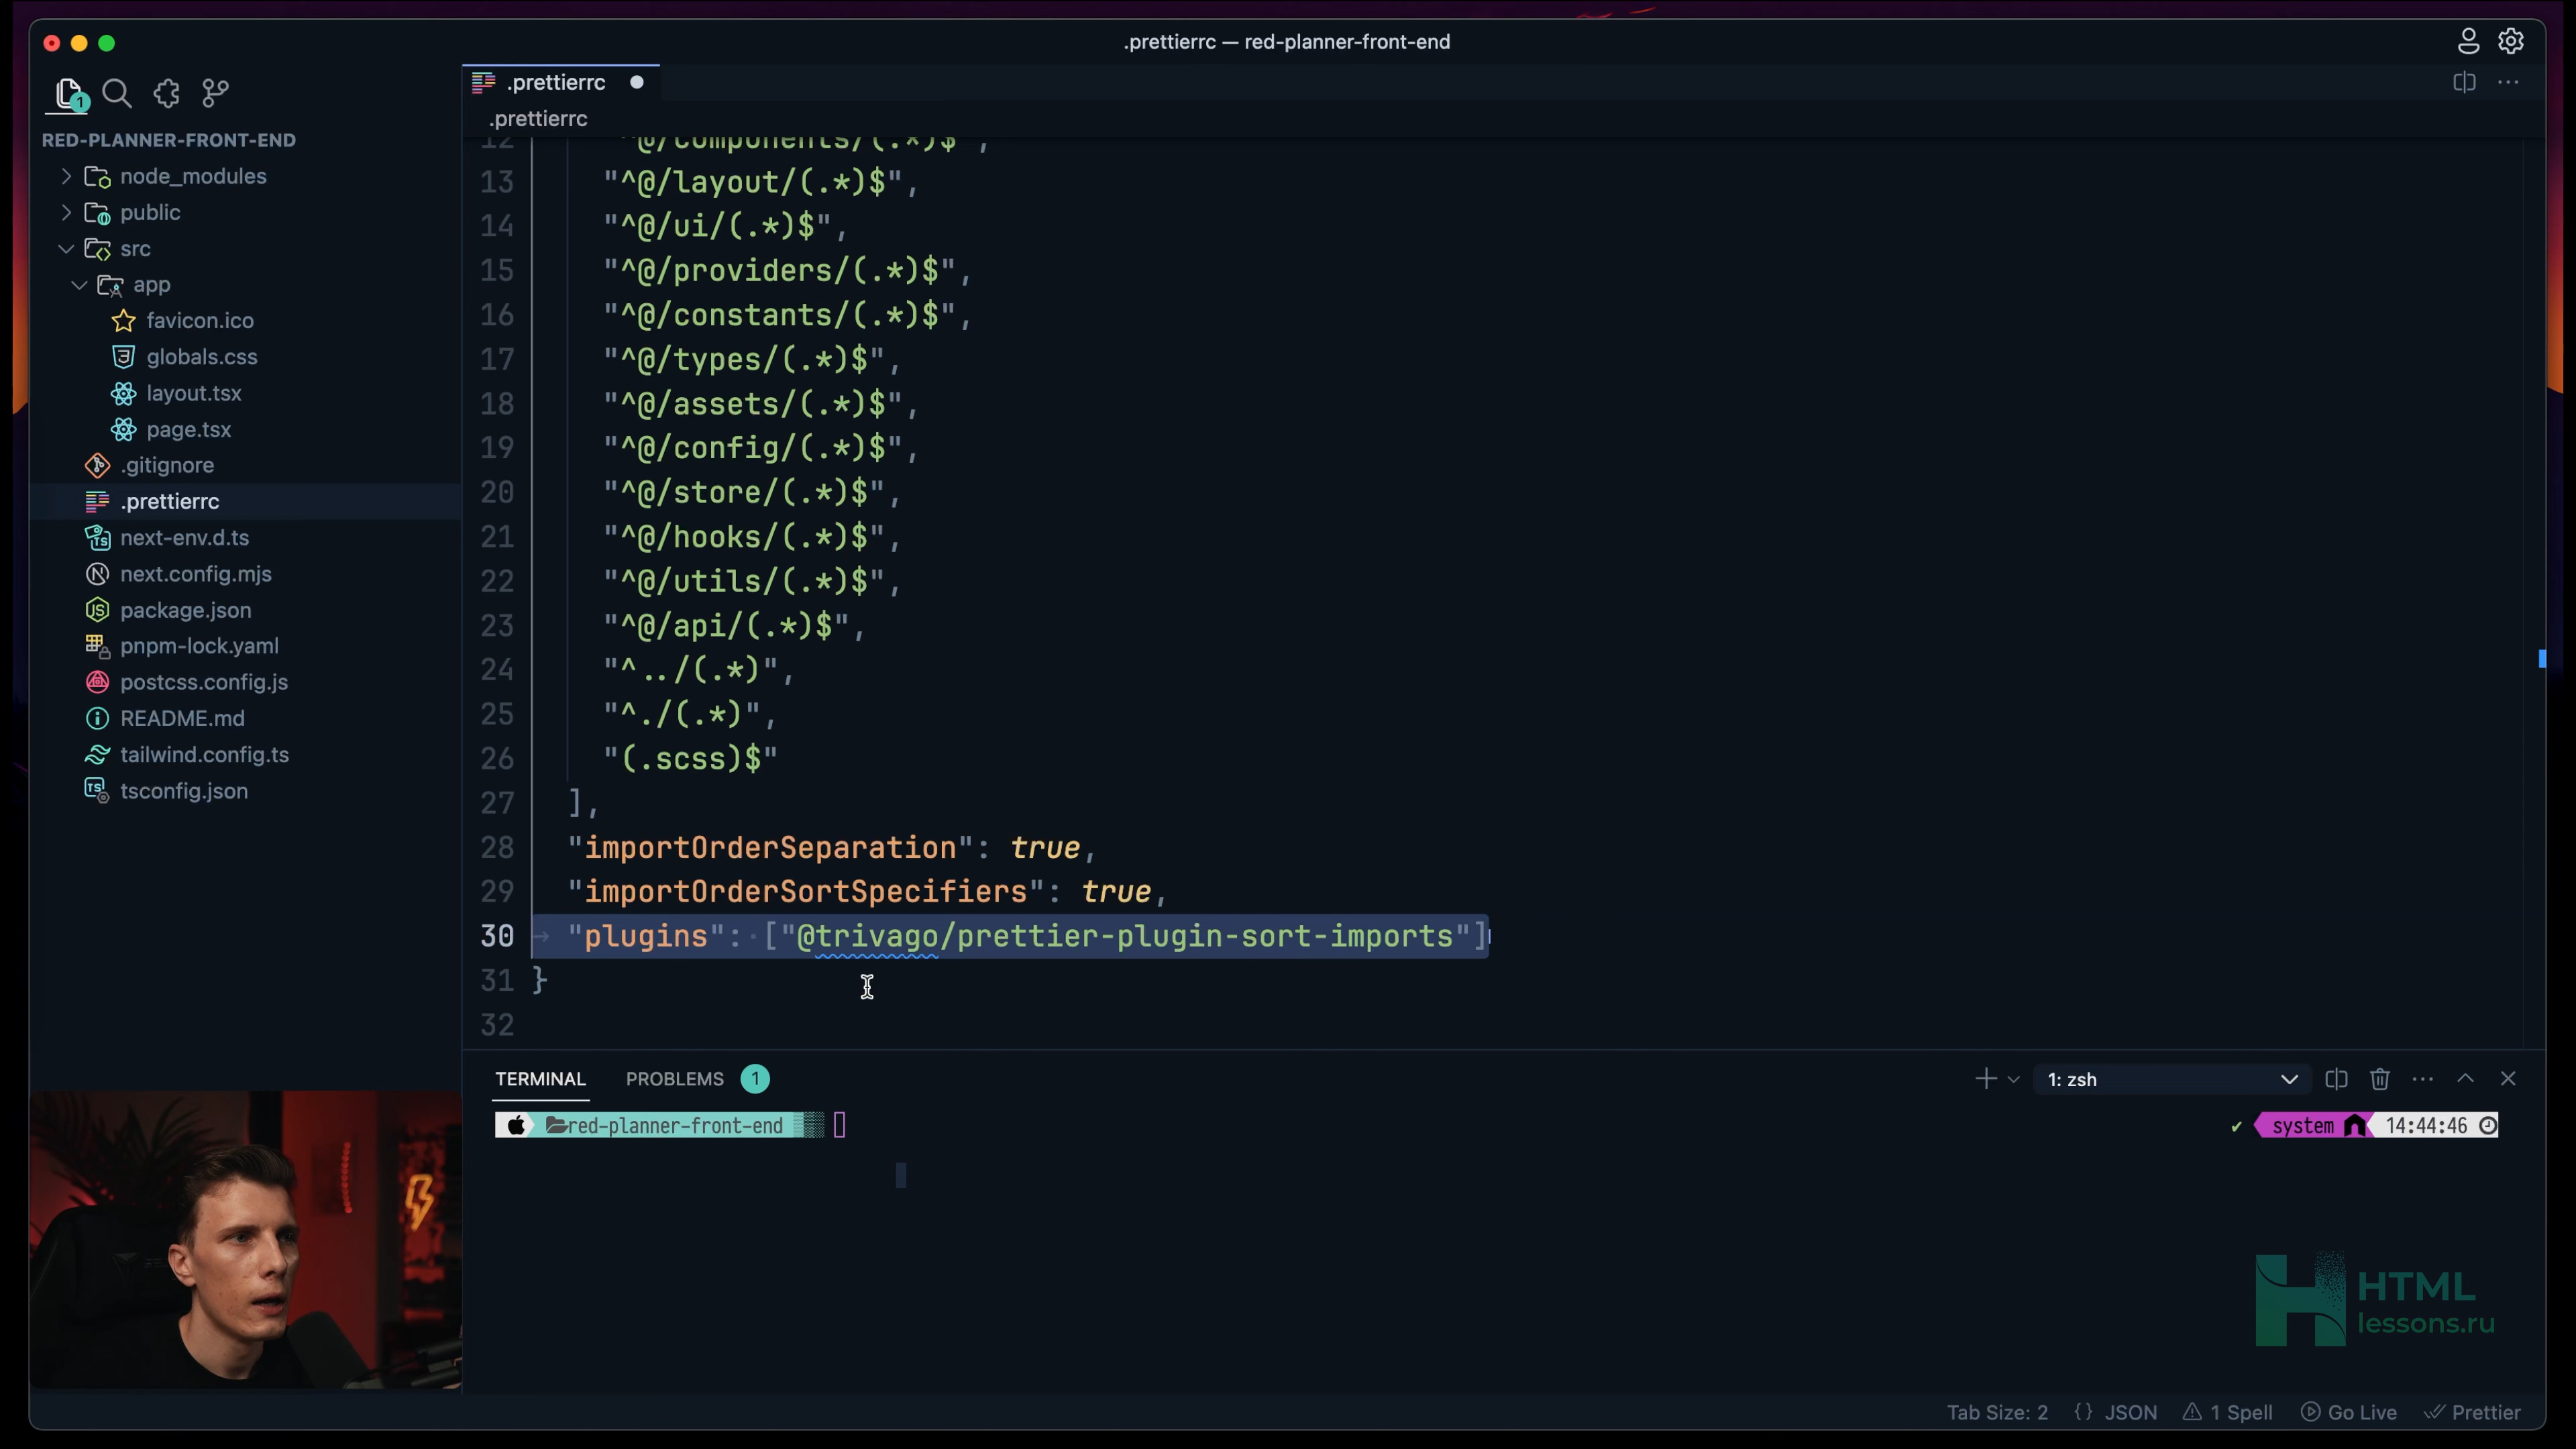 .prettierrc — red-planner-front-end
1
.prettierrc
RED-PLANNER-FRONT-END
node_modules
public
src
app
favicon.ico
globals.css
layout.tsx
page.tsx
.gitignore
.prettierrc
next-env.d.ts
next.config.mjs
package.json
pnpm-lock.yaml
postcss.config.js
README.md
tailwind.config.ts
tsconfig.json
.prettierrc
12 "^@/components/(.*)$",
13 "^@/layout/(.*)$",
14 "^@/ui/(.*)$",
15 "^@/providers/(.*)$",
16 "^@/constants/(.*)$",
17 "^@/types/(.*)$",
18 "^@/assets/(.*)$",
19 "^@/config/(.*)$",
20 "^@/store/(.*)$",
21 "^@/hooks/(.*)$",
22 "^@/utils/(.*)$",
23 "^@/api/(.*)$",
24 "^../(.*)",
25 "^./(.*)",
26 "(.scss)$"
27 ],
28 "importOrderSeparation": true,
29 "importOrderSortSpecifiers": true,
30 "plugins": ["@trivago/prettier-plugin-sort-imports"]
31 }
32
TERMINAL PROBLEMS 1
1: zsh
red-planner-front-end
system 14:44:46
HTML
lessons.ru
Tab Size: 2 {} JSON 1 Spell Go Live Prettier